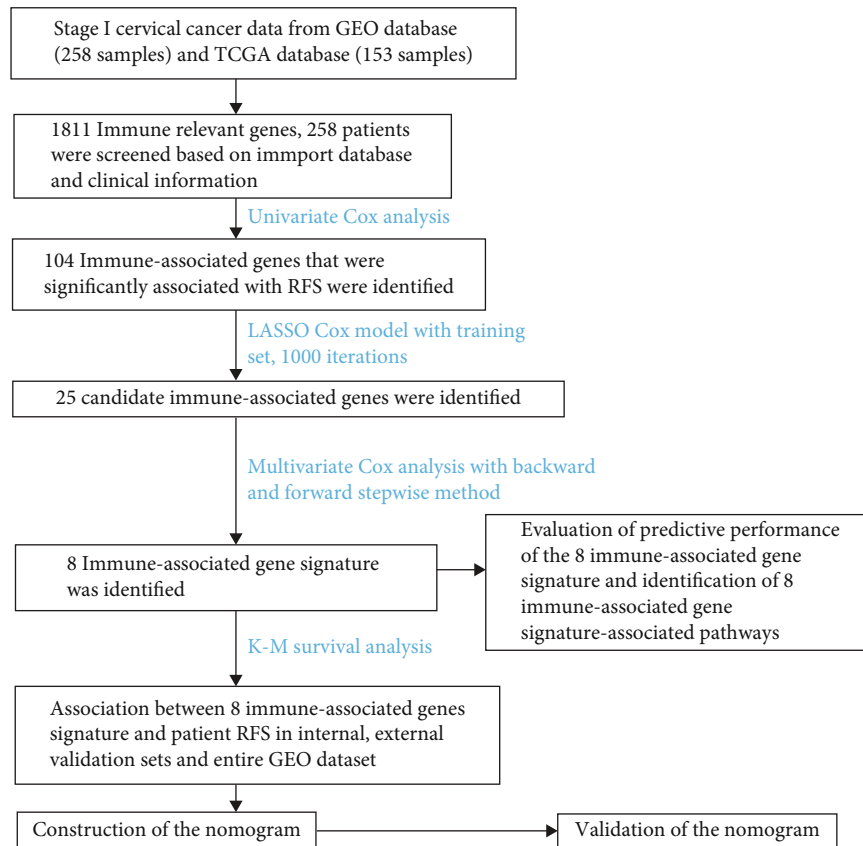 Stage I cervical cancer data from GEO database
(258 samples) and TCGA database (153 samples)
1811 Immune relevant genes, 258 patients
were screened based on immport database
and clinical information
Univariate Cox analysis
104 Immune-associated genes that were
significantly associated with RFS were identified
LASSO Cox model with training
set, 1000 iterations
25 candidate immune-associated genes were identified
Multivariate Cox analysis with backward
and forward stepwise method
8 Immune-associated gene signature
was identified
Evaluation of predictive performance
of the 8 immune-associated gene
signature and identification of 8
immune-associated gene
signature-associated pathways
K-M survival analysis
Association between 8 immune-associated genes
signature and patient RFS in internal, external
validation sets and entire GEO dataset
Construction of the nomogram
Validation of the nomogram